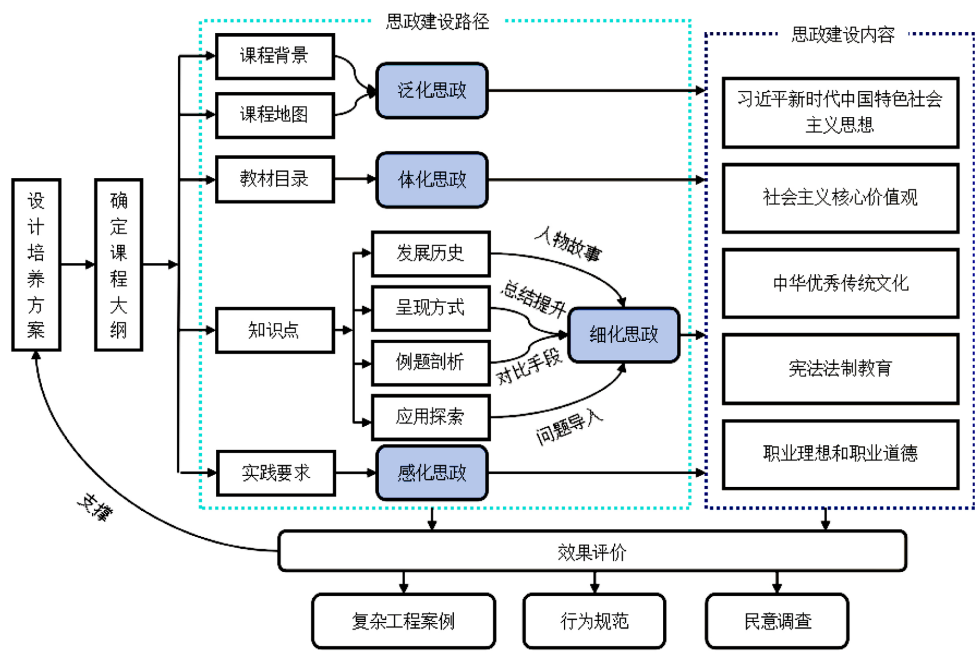 思政建设路径
思政建设内容
课程背景
泛化思政
课程地图
习近平新时代中国特色社会
主义思想
教材目录
体化思政
社会主义核心价值观
设计培养方案
确定课程大纲
知识点
发展历史
人物故事
呈现方式
总结提升
例题剖析
对比手段
应用探索
问题导入
细化思政
中华优秀传统文化
宪法法制教育
实践要求
感化思政
职业理想和职业道德
支撑
效果评价
复杂工程案例
行为规范
民意调查